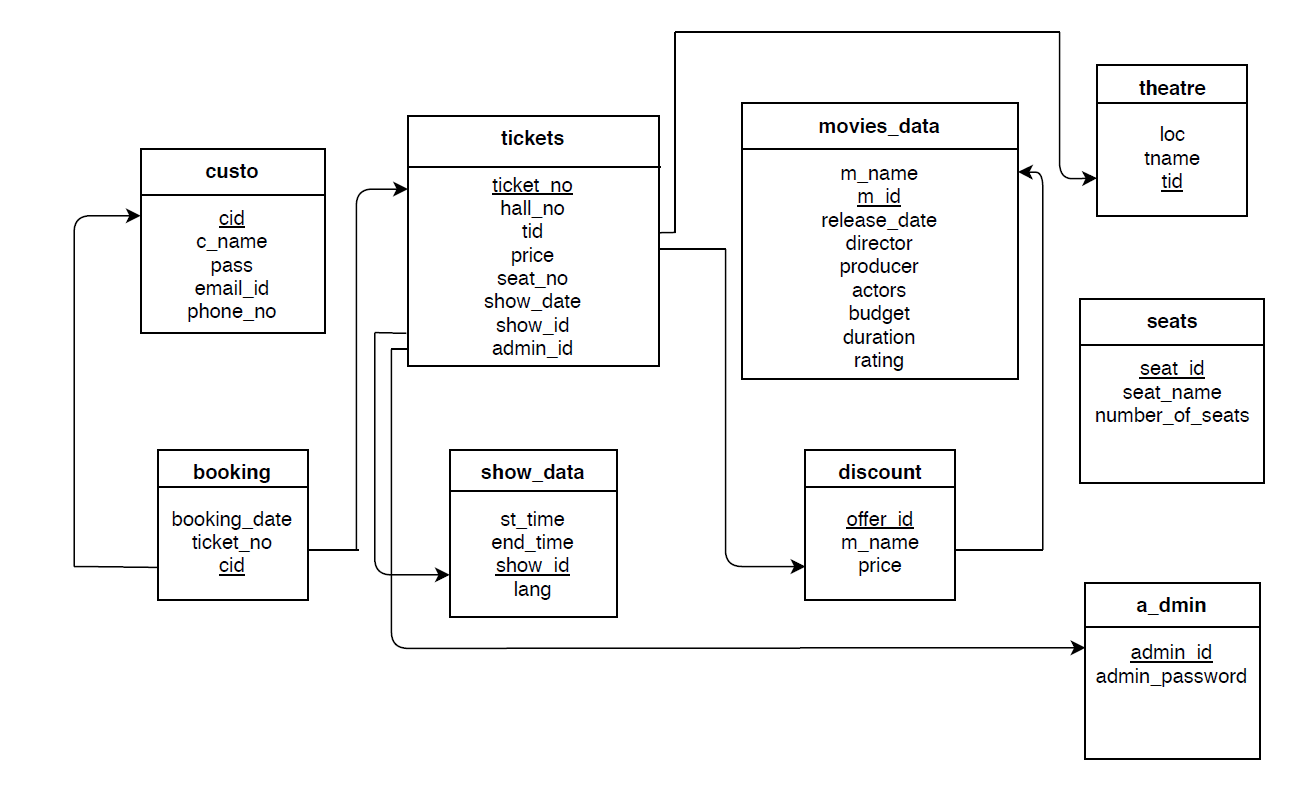 custo
cid
c_name
pass
email_id
phone_no
tickets
ticket_no
hall_no
tid
price
seat_no
show_date
show_id
admin_id
movies_data
m_name
m_id
release_date
director
producer
actors
budget
duration
rating
theatre
loc
tname
tid
seats
seat_id
seat_name
number_of_seats
booking
booking_date
ticket_no
cid
show_data
st_time
end_time
show_id
lang
discount
offer_id
m_name
price
a_dmin
admin_id
admin_password